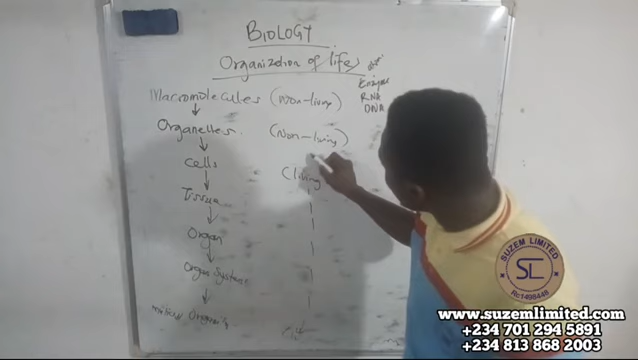 BIOLOGY
Organization of life
Enzyme
RNA
DNA
Macromolecules (Non-living)
Organelles (Non-living)
Cells (living
Tissue
Organ
Organ System
SUZEM LIMITED
SC
Rc1498448
www.suzemlimited.com
+234 701 294 5891
+234 813 868 2003